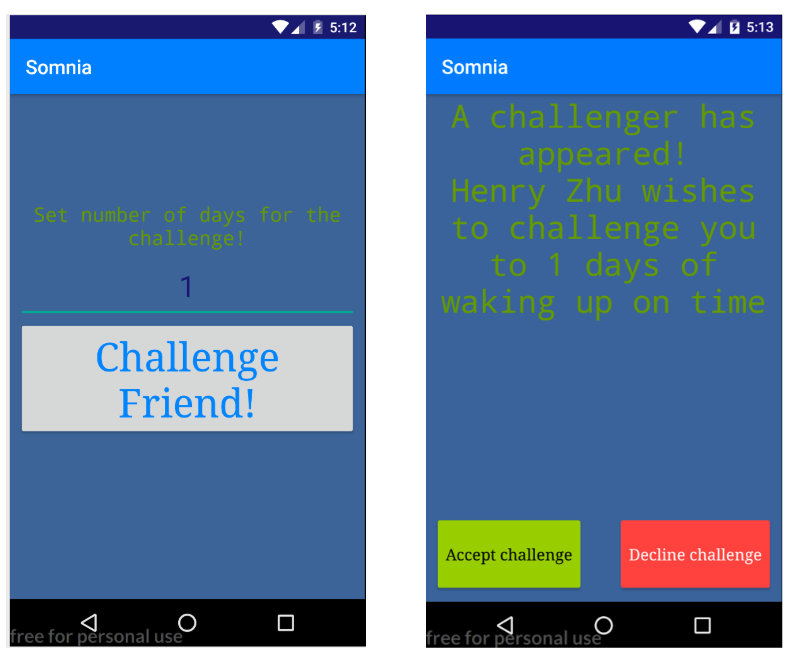 5:12
Somnia
Set number of days for the
challenge!
1
Challenge
Friend!
free for personal use
5:13
Somnia
A challenger has
appeared!
Henry Zhu wishes
to challenge you
to 1 days of
waking up on time
Accept challenge
Decline challenge
free for personal use